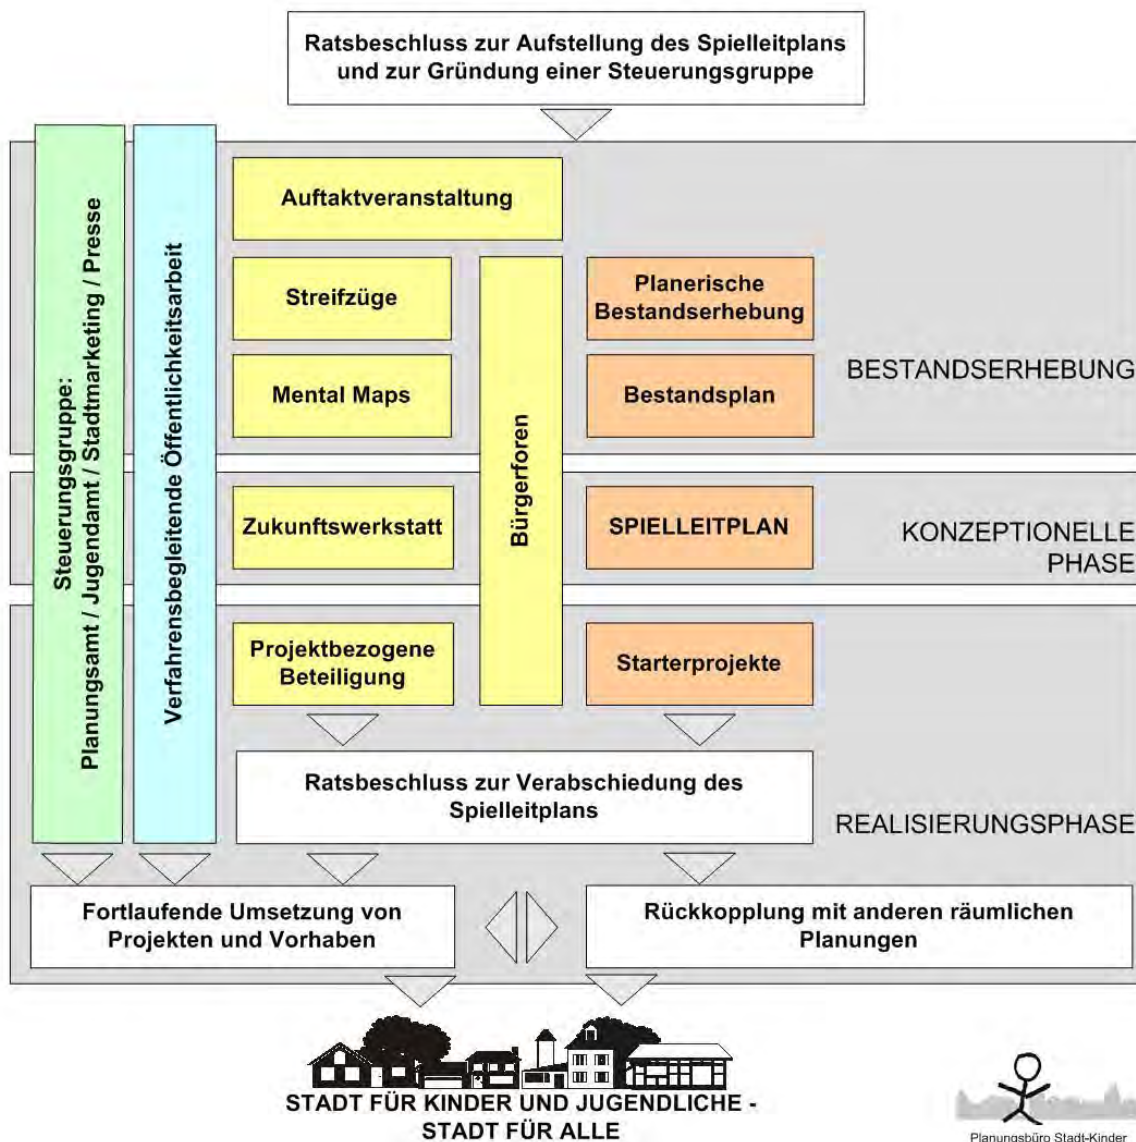 Ratsbeschluss zur Aufstellung des Spielleitplans
und zur Gründung einer Steuerungsgruppe
Steuerungsgruppe:
Planungsamt / Jugendamt / Stadtmarketing / Presse
Verfahrensbegleitende Öffentlichkeitsarbeit
Auftaktveranstaltung
Streifzüge
Mental Maps
Bürgerforen
Planerische
Bestandserhebung
Bestandsplan
BESTANDSERHEBUNG
Zukunftswerkstatt
SPIELLEITPLAN
KONZEPTIONELLE
PHASE
Projektbezogene
Beteiligung
Starterprojekte
Ratsbeschluss zur Verabschiedung des
Spielleitplans
REALISIERUNGSPHASE
Fortlaufende Umsetzung von
Projekten und Vorhaben
Rückkopplung mit anderen räumlichen
Planungen
STADT FÜR KINDER UND JUGENDLICHE -
STADT FÜR ALLE
Planungsbüro Stadt-Kinder